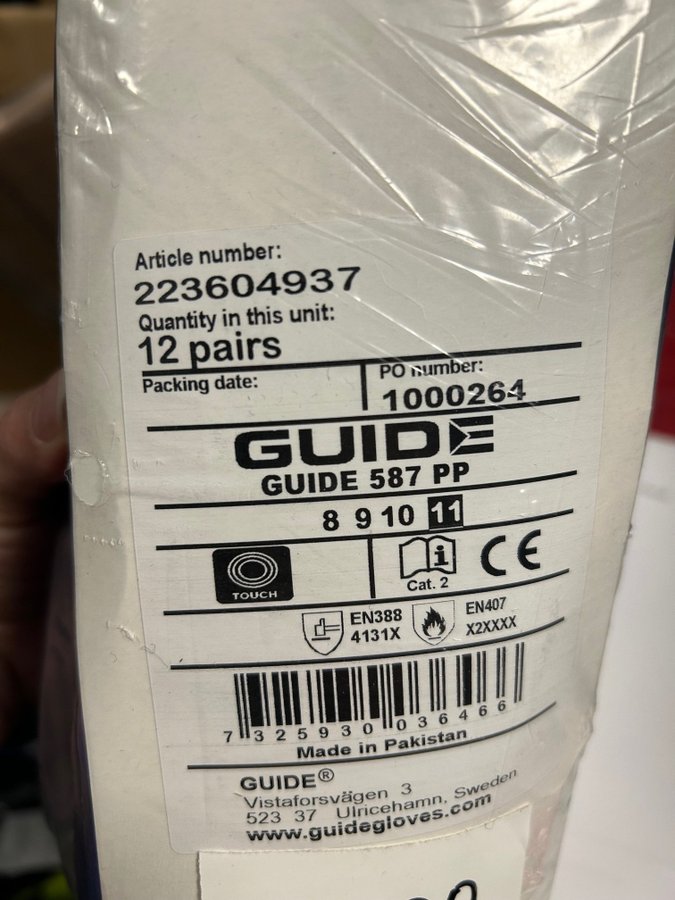 Article number:
223604937
Quantity in this unit:
12 pairs
Packing date:
PO number:
1000264
GUIDE
GUIDE 587 PP
8 9 10 11
TOUCH
i
Cat. 2
CE
EN388
4131X
EN407
X2XXXX
7 325930 036466
Made in Pakistan
GUIDE®
Vistaforsvägen 3
523 37 Ulricehamn, Sweden
www.guidegloves.com